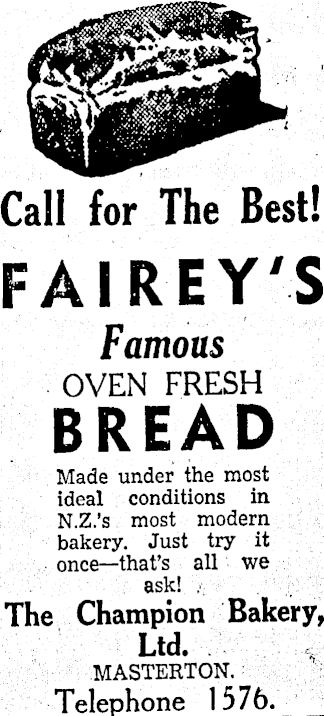 Call for The Best!
FAIREY'S
Famous
OVEN FRESH
BREAD
Made under the most
ideal conditions in
N.Z.'s most modern
bakery. Just try it
once—that's all we
ask!
The Champion Bakery,
Ltd.
MASTERTON.
Telephone 1576.